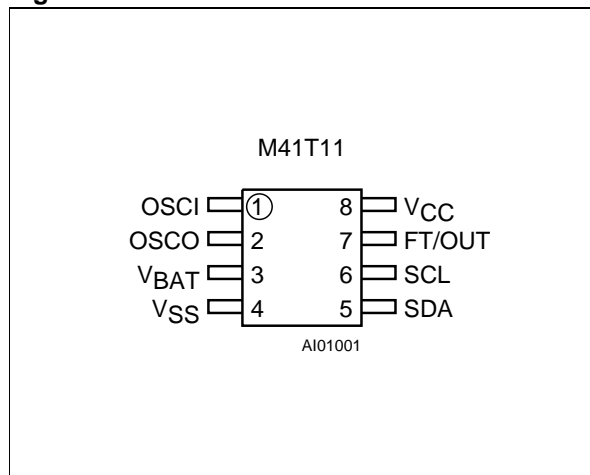 M41T11
OSCI 1 8 VCC
OSCO 2 7 FT/OUT
VBAT 3 6 SCL
VSS 4 5 SDA
AI01001